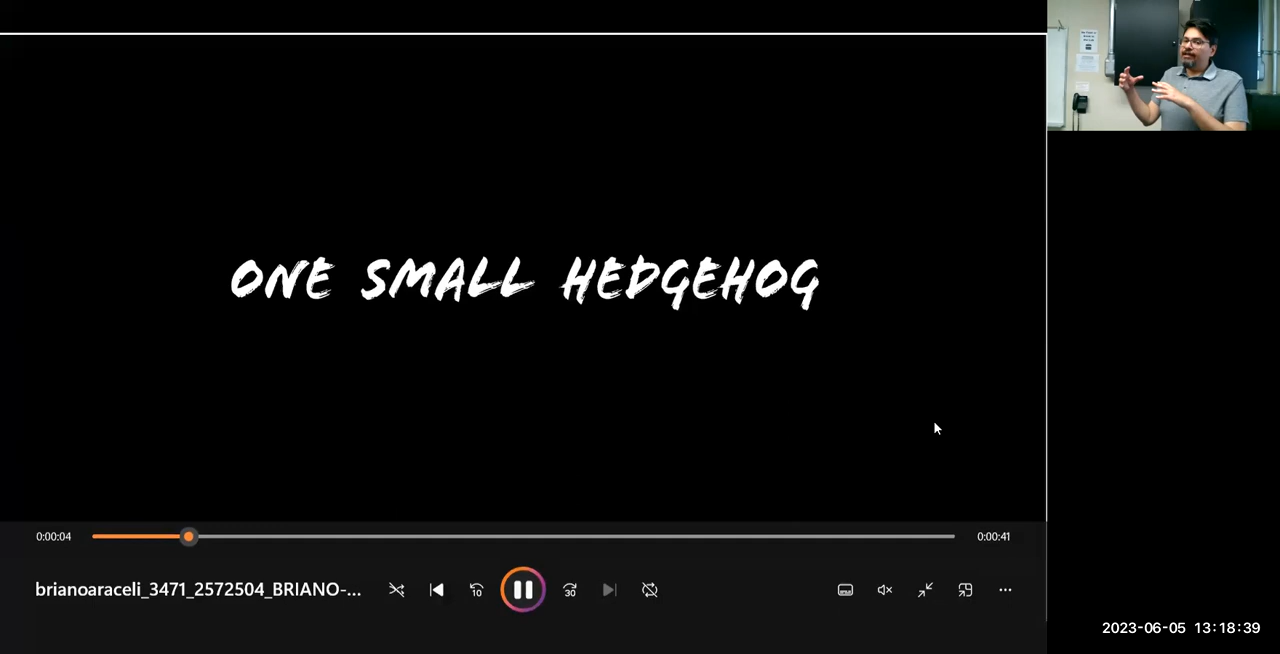 ONE SMALL HEDGEHOG
0:00:04
0:00:41
brianoaraceli_3471_2572504_BRIANO-...
10
30
2023-06-05 13:18:39